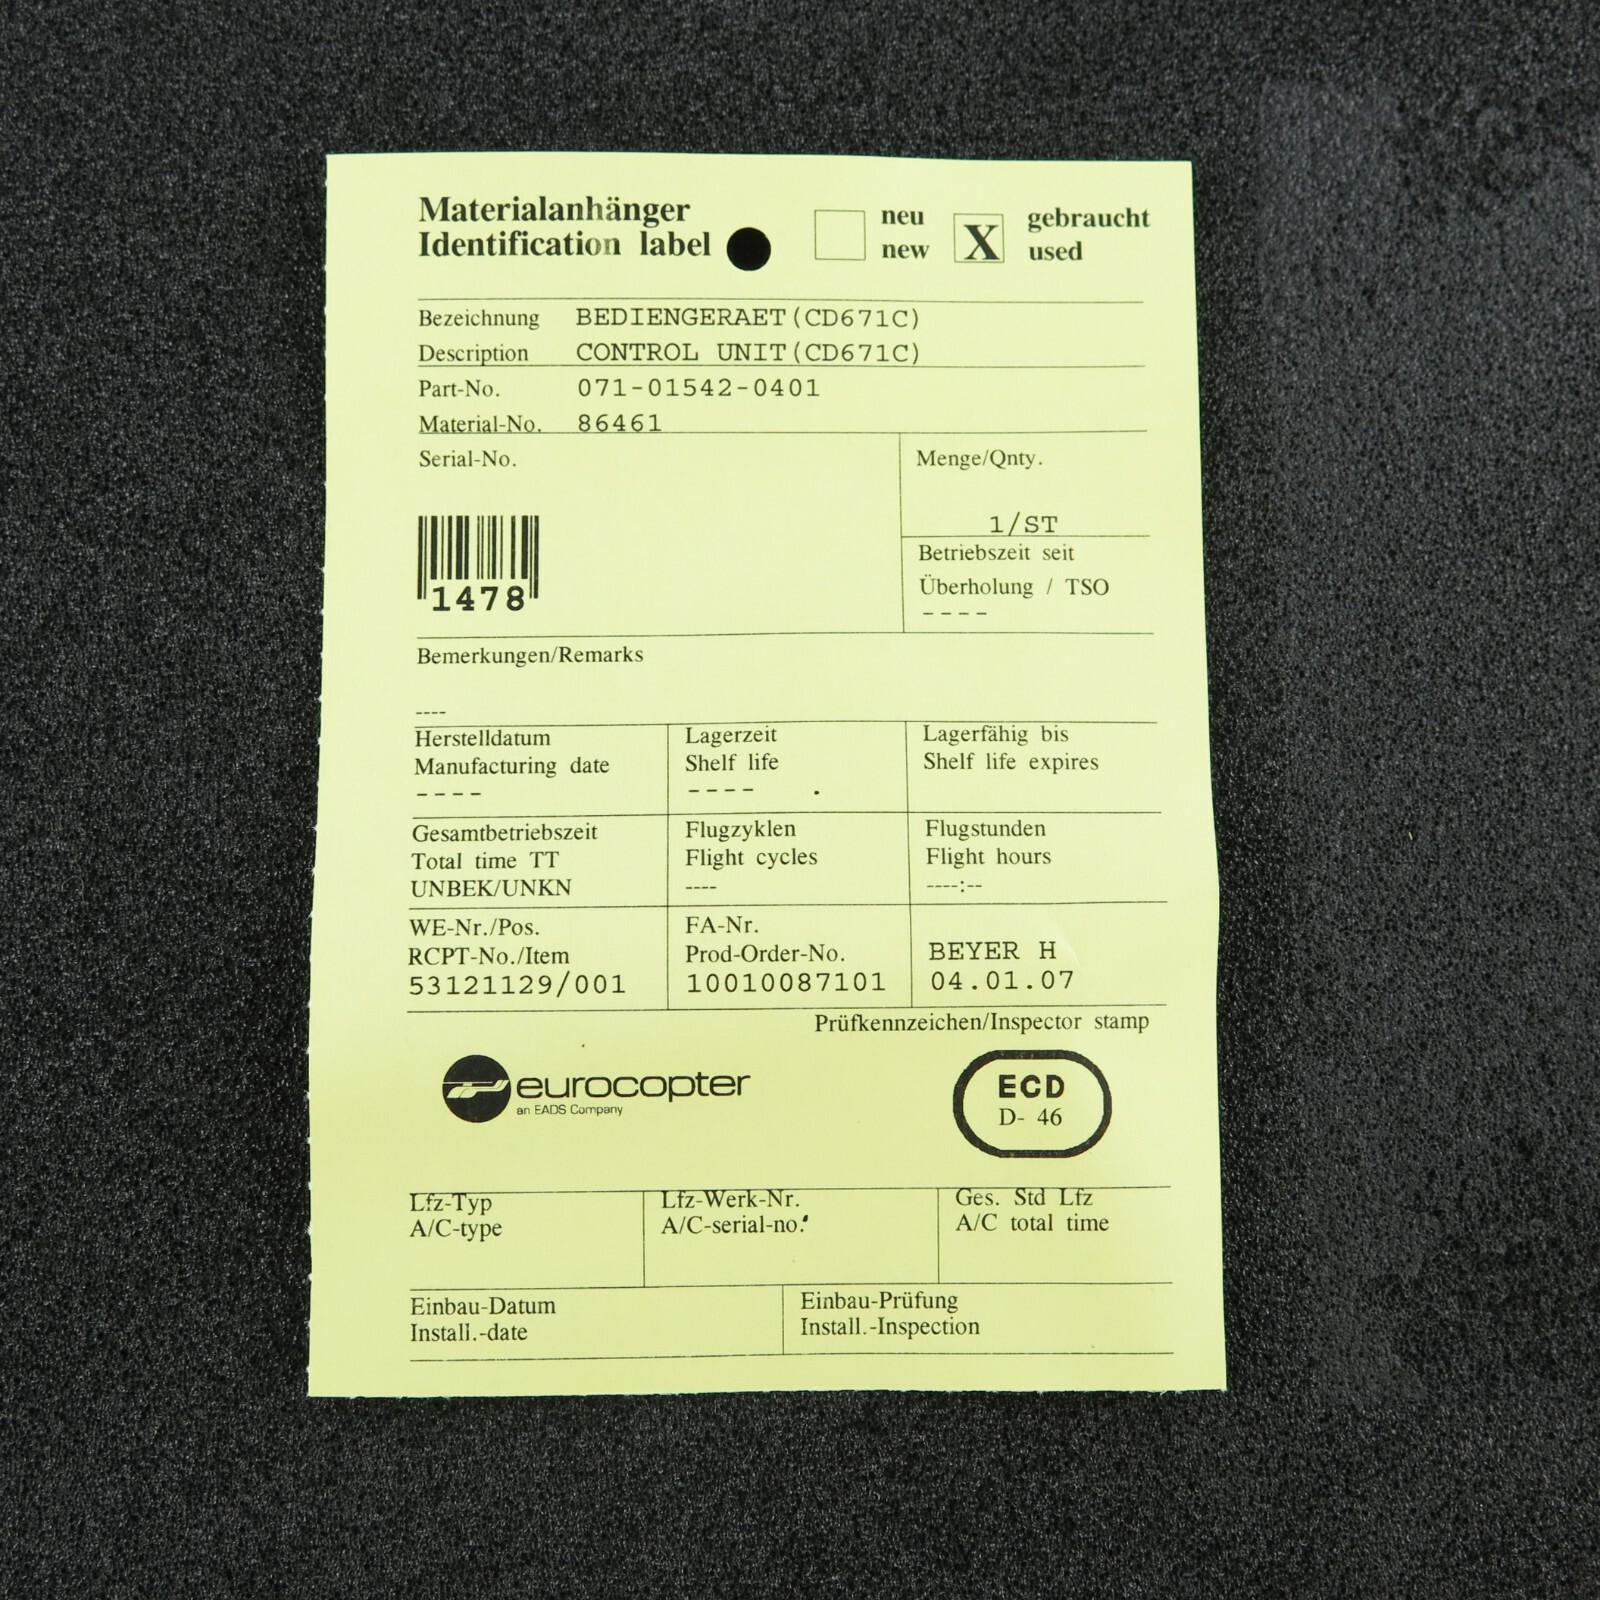 Materialanhänger
Identification label
neu
new
X
gebraucht
used
Bezeichnung BEDIENGERAET(CD671C)
Description CONTROL UNIT(CD671C)
Part-No. 071-01542-0401
Material-No. 86461
Serial-No.
1478
Menge/Qnty.
1/ST
Betriebszeit seit
Überholung / TSO
----
Bemerkungen/Remarks
----
Herstelldatum
Manufacturing date
----
Lagerzeit
Shelf life
---- .
Lagerfähig bis
Shelf life expires
Gesamtbetriebszeit
Total time TT
UNBEK/UNKN
Flugzyklen
Flight cycles
----
Flugstunden
Flight hours
----:--
WE-Nr./Pos.
RCPT-No./Item
53121129/001
FA-Nr.
Prod-Order-No.
10010087101
BEYER H
04.01.07
Prüfkennzeichen/Inspector stamp
eurocopter
an EADS Company
ECD
D- 46
Lfz-Typ
A/C-type
Lfz-Werk-Nr.
A/C-serial-no.
Ges. Std Lfz
A/C total time
Einbau-Datum
Install.-date
Einbau-Prüfung
Install.-Inspection